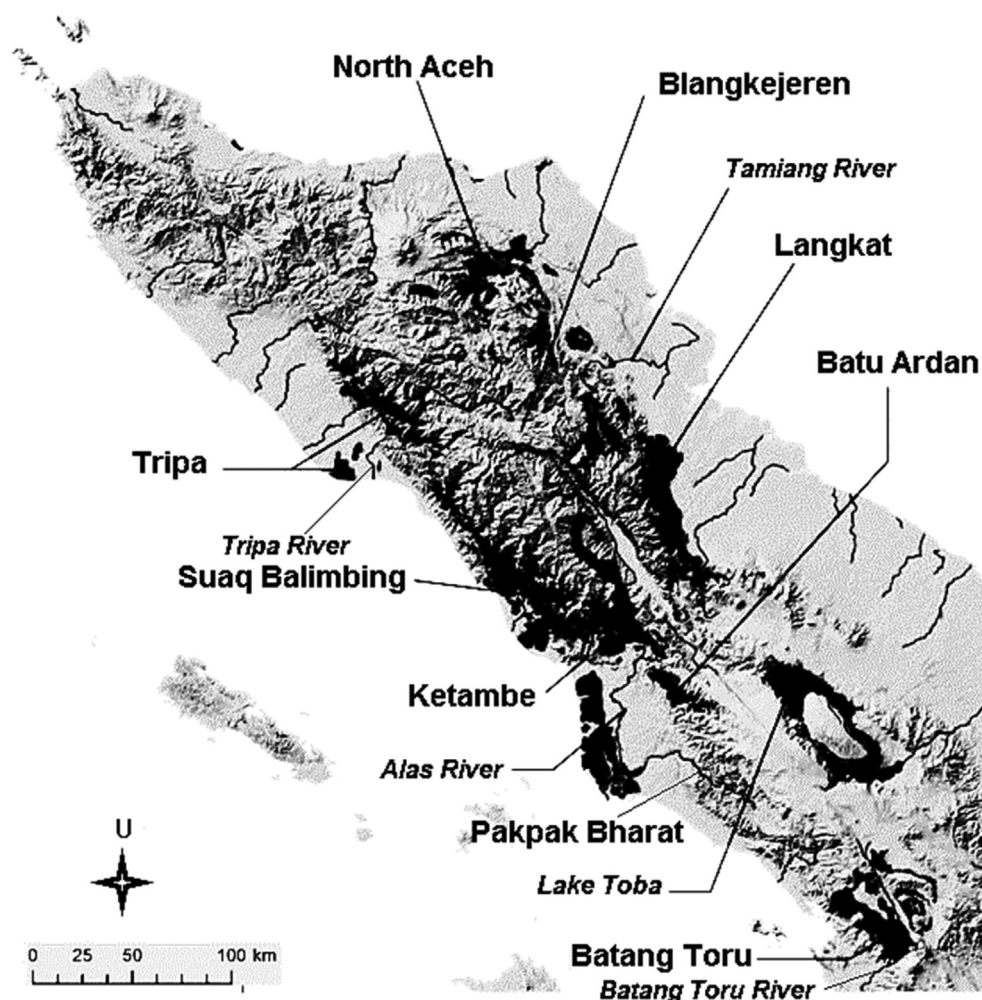 North Aceh
Blangkejeren
Tamiang River
Langkat
Batu Ardan
Tripa
Tripa River
Suaq Balimbing
Ketambe
Alas River
Pakpak Bharat
U
Lake Toba
Batang Toru
0 25 50 100 km
Batang Toru River